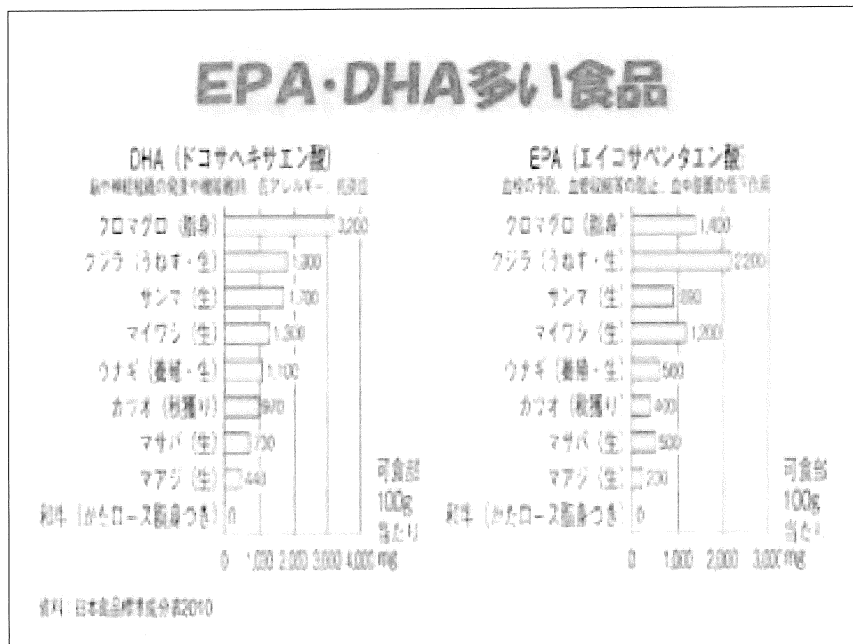 EPA・DHA多い食品
DHA (ドコサヘキサエン酸)
クロマグロ (脂身) 3,200
クジラ (うねす・生)
サンマ (生) 1,700
マイワシ (生) 1,300
ウナギ (養殖・生) 1,100
カツオ (秋獲り) 970
マサバ (生) 700
マアジ (生) 440
和牛 (かたロース脂身つき) 0
可食部
100g
当たり
0 1,000 2,000 3,000 4,000 mg
EPA (エイコサペンタエン酸)
クロマグロ (脂身) 1,400
クジラ (うねす・生) 2,200
サンマ (生) 890
マイワシ (生) 1,200
ウナギ (養殖・生)
カツオ (秋獲り) 400
マサバ (生) 500
マアジ (生) 230
和牛 (かたロース脂身つき) 0
可食部
100g
当たり
0 1,000 2,000 3,000 mg
資料 日本食品標準成分表2010